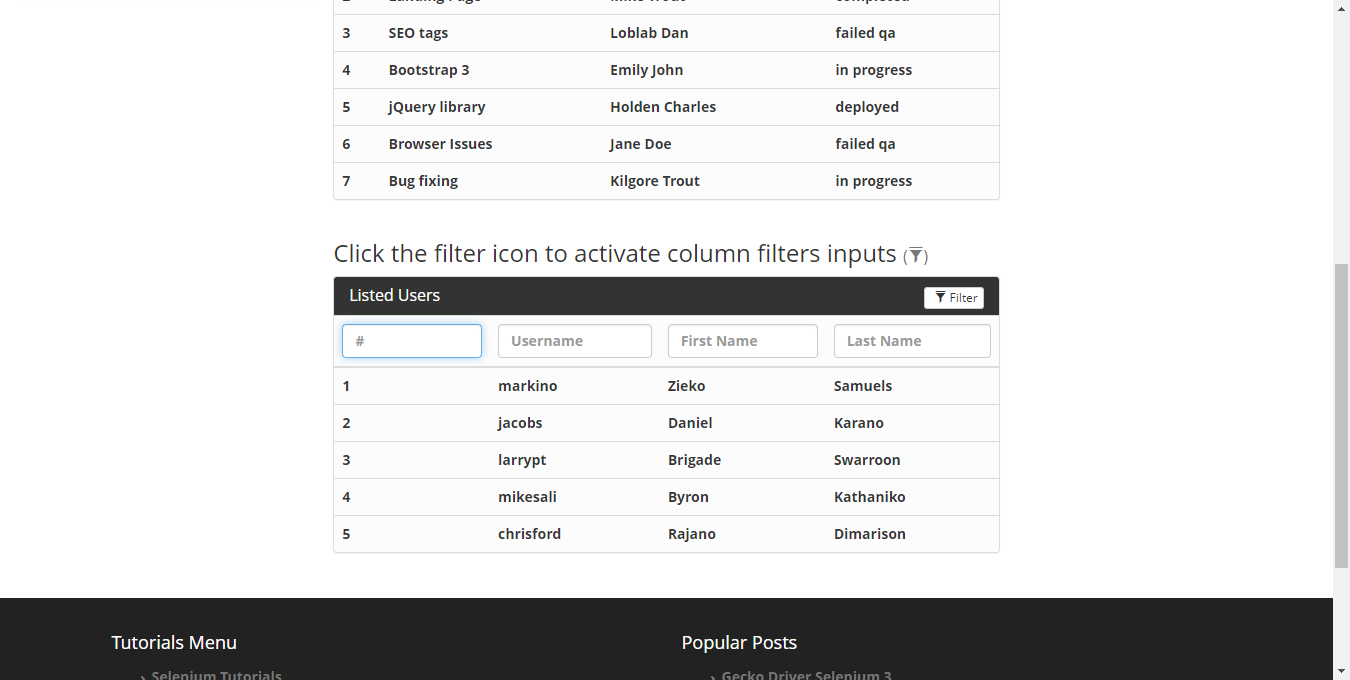 3 SEO tags Loblab Dan failed qa
4 Bootstrap 3 Emily John in progress
5 jQuery library Holden Charles deployed
6 Browser Issues Jane Doe failed qa
7 Bug fixing Kilgore Trout in progress
Click the filter icon to activate column filters inputs ()
Listed Users Filter
# Username First Name Last Name
1 markino Zieko Samuels
2 jacobs Daniel Karano
3 larrypt Brigade Swarroon
4 mikesali Byron Kathaniko
5 chrisford Rajano Dimarison
Tutorials Menu Popular Posts
› Selenium Tutorials › Gecko Driver Selenium 3